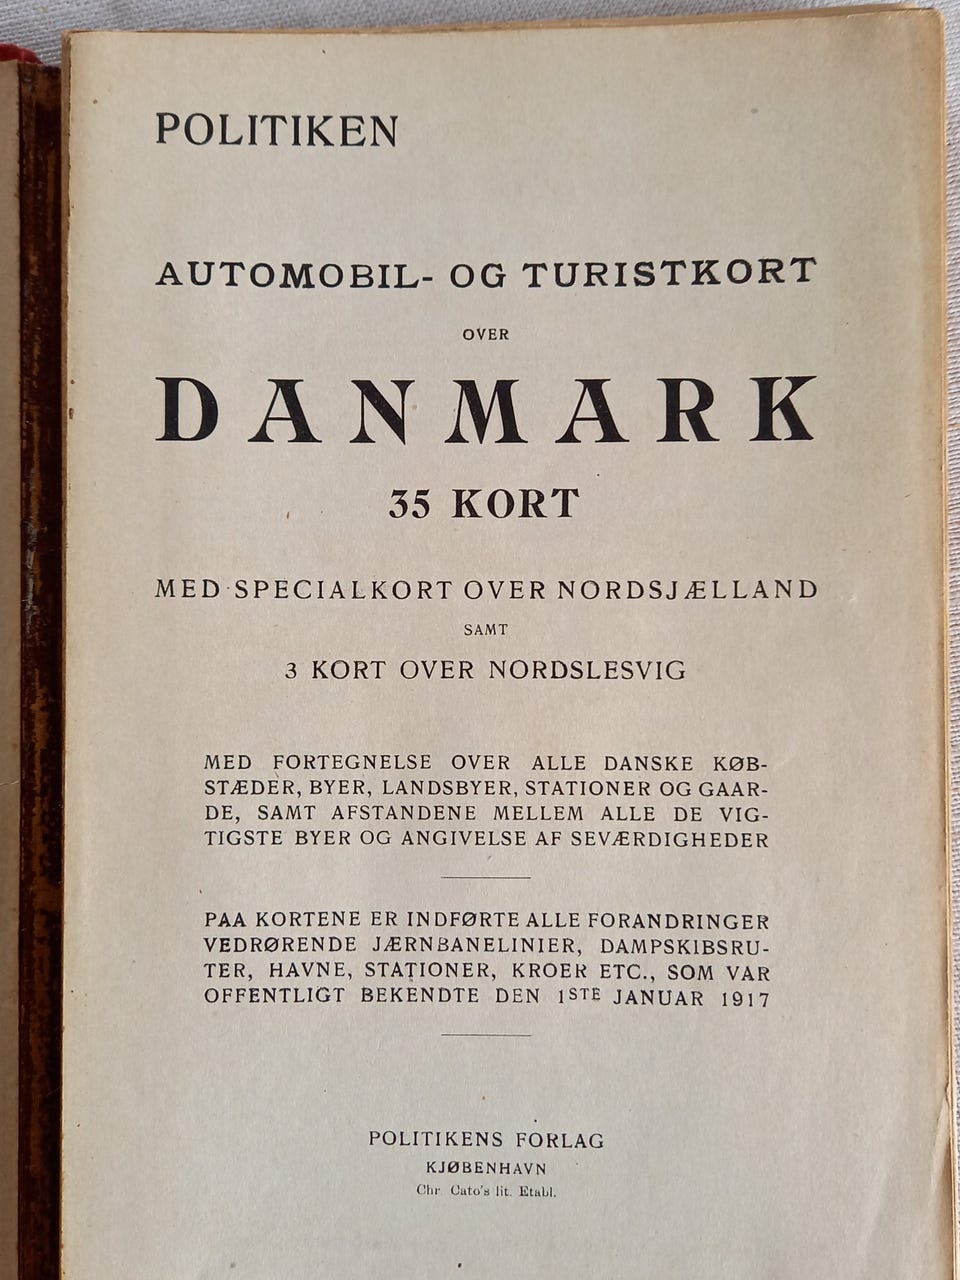 POLITIKEN
AUTOMOBIL- OG TURISTKORT
OVER
DANMARK
35 KORT
MED SPECIALKORT OVER NORDSJÆLLAND
SAMT
3 KORT OVER NORDSLESVIG
MED FORTEGNELSE OVER ALLE DANSKE KØB-
STÆDER, BYER, LANDSBYER, STATIONER OG GAAR-
DE, SAMT AFSTANDENE MELLEM ALLE DE VIG-
TIGSTE BYER OG ANGIVELSE AF SEVÆRDIGHEDER
PAA KORTENE ER INDFØRTE ALLE FORANDRINGER
VEDRØRENDE JÆRNBANELINIER, DAMPSKIBSRU-
TER, HAVNE, STATIONER, KROER ETC., SOM VAR
OFFENTLIGT BEKENDTE DEN 1STE JANUAR 1917
POLITIKENS FORLAG
KJØBENHAVN
Chr Cato's lit. Etabl.